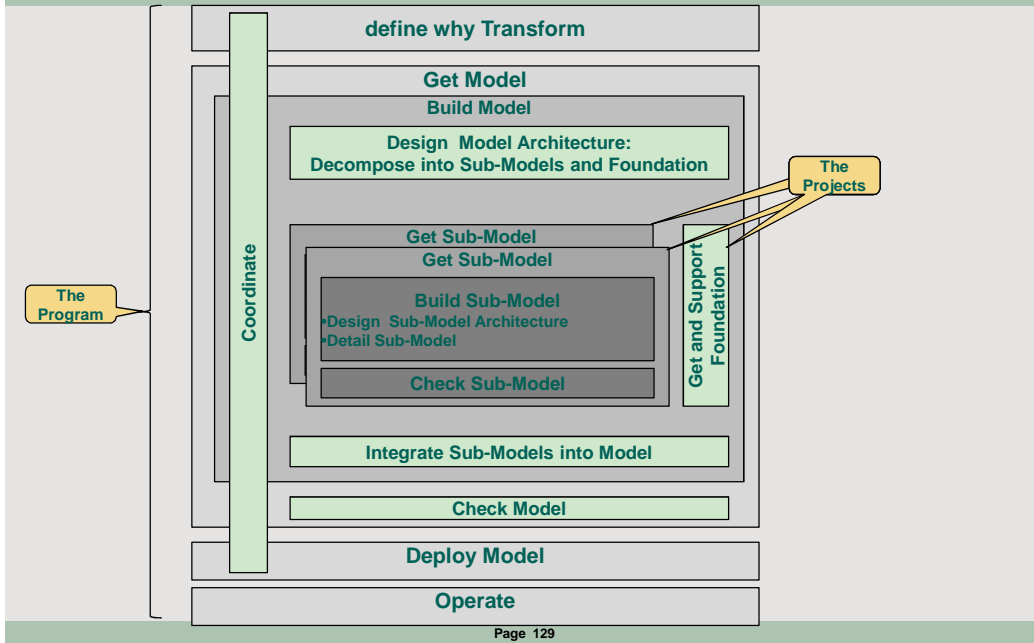 define why Transform
Get Model
Build Model
Design Model Architecture:
Decompose into Sub-Models and Foundation
The
Projects
Get Sub-Model
Get Sub-Model
Build Sub-Model
•Design Sub-Model Architecture
•Detail Sub-Model
Check Sub-Model
Get and Support
Foundation
Coordinate
The
Program
Integrate Sub-Models into Model
Check Model
Deploy Model
Operate
Page 129